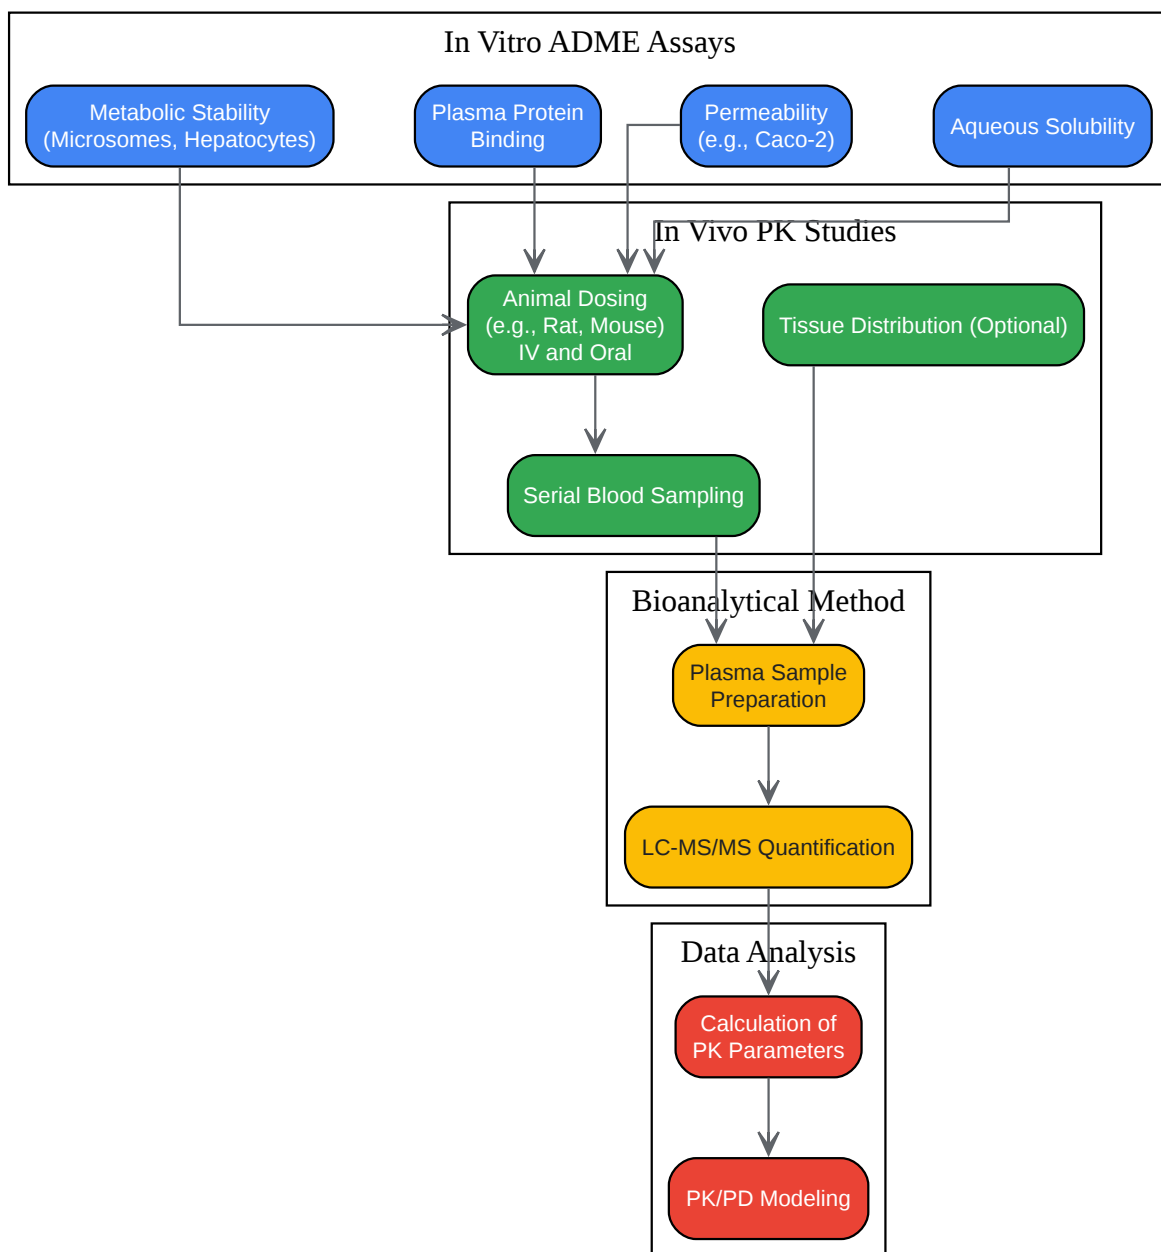 In Vitro ADME Assays
Metabolic Stability
(Microsomes, Hepatocytes)
Plasma Protein
Binding
Permeability
(e.g., Caco-2)
Aqueous Solubility
In Vivo PK Studies
Animal Dosing
(e.g., Rat, Mouse)
IV and Oral
Tissue Distribution (Optional)
Serial Blood Sampling
Bioanalytical Method
Plasma Sample
Preparation
LC-MS/MS Quantification
Data Analysis
Calculation of
PK Parameters
PK/PD Modeling